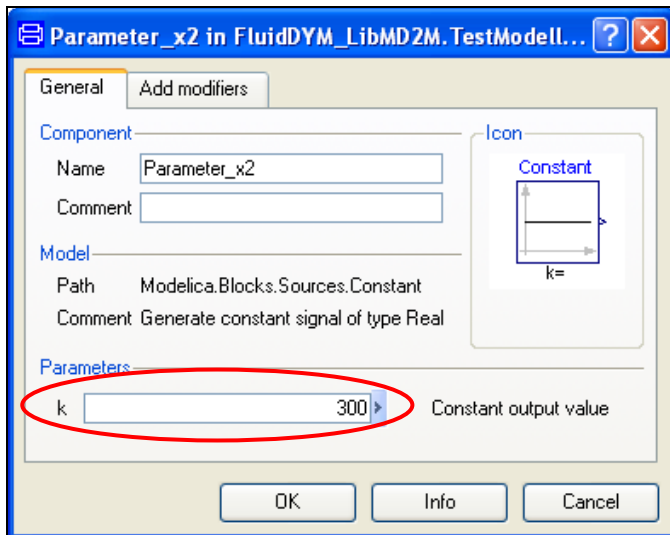 Parameter_x2 in FluidDYM_LibMD2M.TestModell...
General Add modifiers
Component
Name Parameter_x2
Comment
Icon
Constant
k=
Model
Path Modelica.Blocks.Sources.Constant
Comment Generate constant signal of type Real
Parameters
k 300 Constant output value
OK Info Cancel